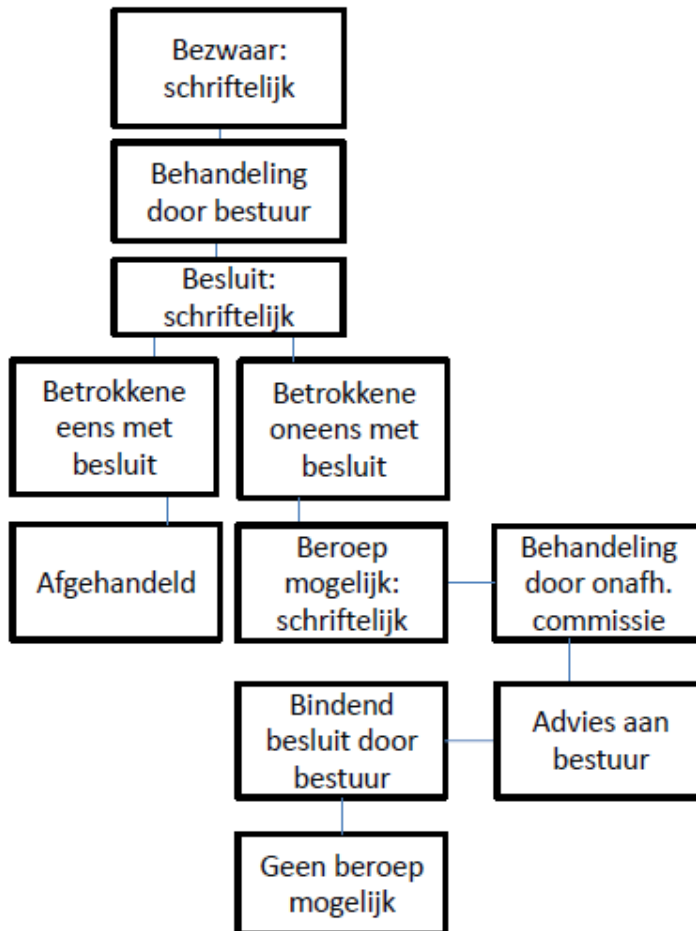 Bezwaar:
schriftelijk
Behandeling
door bestuur
Besluit:
schriftelijk
Betrokkene
eens met
besluit
Betrokkene
oneens met
besluit
Afgehandeld
Beroep
mogelijk:
schriftelijk
Behandeling
door onafh.
commissie
Bindend
besluit door
bestuur
Advies aan
bestuur
Geen beroep
mogelijk